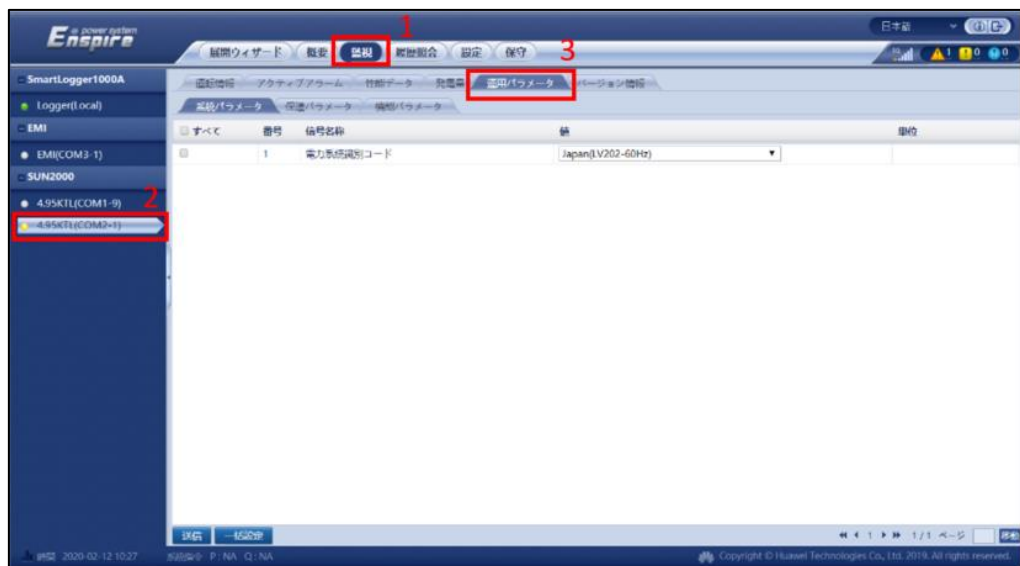 e power system
Enspire
日本語
1
展開ウィザード 概要 監視 履歴照会 設定 保守
3
1 0 0
SmartLogger1000A
Logger(Local)
EMI
EMI(COM3-1)
SUN2000
4.95KTL(COM1-9)
2
4.95KTL(COM2-1)
運転情報 アクティブアラーム 性能データ 発電量 運用パラメータ バージョン情報
系統パラメータ 保護パラメータ 機能パラメータ
すべて 番号 信号名称 値 単位
1 電力系統識別コード Japan(LV202-60Hz)
送信 一括設定
1 1/1 ページ 移動
時間 2020-02-12 10:27
P : NA Q : NA
Copyright © Huawei Technologies Co., Ltd. 2019. All rights reserved.